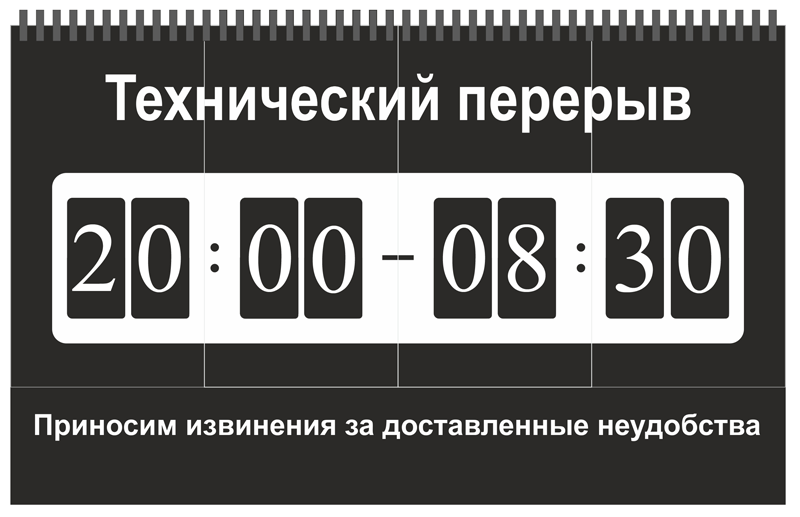 Технический перерыв
20:00-08:30
Приносим извинения за доставленные неудобства